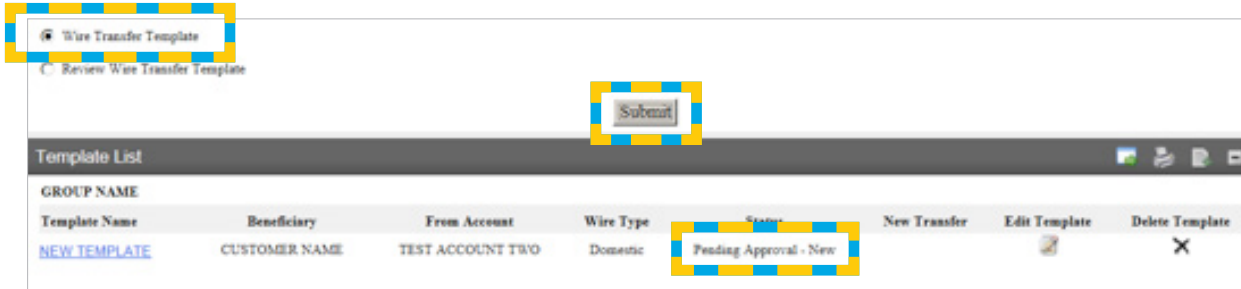 Wire Transfer Template
Review Wire Transfer Template
Submit
Template List
GROUP NAME
Template Name Beneficiary From Account Wire Type Status New Transfer Edit Template Delete Template
NEW TEMPLATE CUSTOMER NAME TEST ACCOUNT TWO Domestic Pending Approval - New